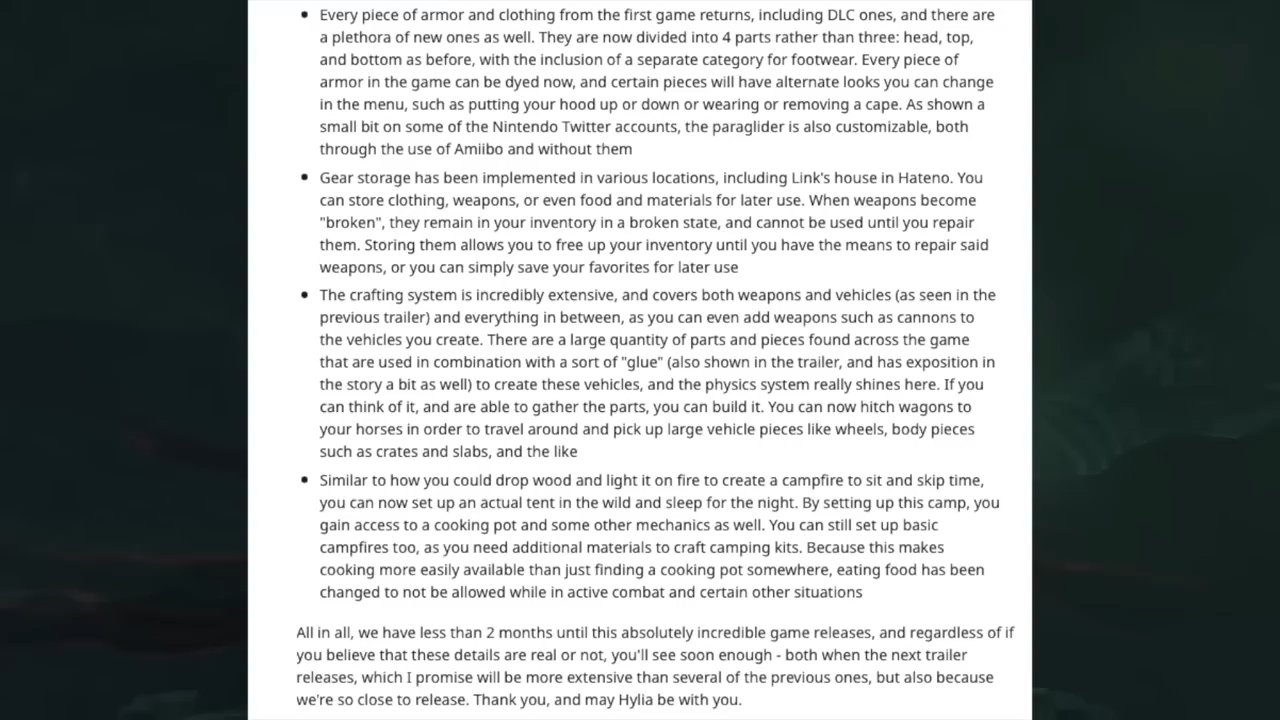 • Every piece of armor and clothing from the first game returns, including DLC ones, and there are
a plethora of new ones as well. They are now divided into 4 parts rather than three: head, top,
and bottom as before, with the inclusion of a separate category for footwear. Every piece of
armor in the game can be dyed now, and certain pieces will have alternate looks you can change
in the menu, such as putting your hood up or down or wearing or removing a cape. As shown a
small bit on some of the Nintendo Twitter accounts, the paraglider is also customizable, both
through the use of Amiibo and without them
• Gear storage has been implemented in various locations, including Link's house in Hateno. You
can store clothing, weapons, or even food and materials for later use. When weapons become
"broken", they remain in your inventory in a broken state, and cannot be used until you repair
them. Storing them allows you to free up your inventory until you have the means to repair said
weapons, or you can simply save your favorites for later use
• The crafting system is incredibly extensive, and covers both weapons and vehicles (as seen in the
previous trailer) and everything in between, as you can even add weapons such as cannons to
the vehicles you create. There are a large quantity of parts and pieces found across the game
that are used in combination with a sort of "glue" (also shown in the trailer, and has exposition in
the story a bit as well) to create these vehicles, and the physics system really shines here. If you
can think of it, and are able to gather the parts, you can build it. You can now hitch wagons to
your horses in order to travel around and pick up large vehicle pieces like wheels, body pieces
such as crates and slabs, and the like
• Similar to how you could drop wood and light it on fire to create a campfire to sit and skip time,
you can now set up an actual tent in the wild and sleep for the night. By setting up this camp, you
gain access to a cooking pot and some other mechanics as well. You can still set up basic
campfires too, as you need additional materials to craft camping kits. Because this makes
cooking more easily available than just finding a cooking pot somewhere, eating food has been
changed to not be allowed while in active combat and certain other situations
All in all, we have less than 2 months until this absolutely incredible game releases, and regardless of if
you believe that these details are real or not, you'll see soon enough - both when the next trailer
releases, which I promise will be more extensive than several of the previous ones, but also because
we're so close to release. Thank you, and may Hylia be with you.